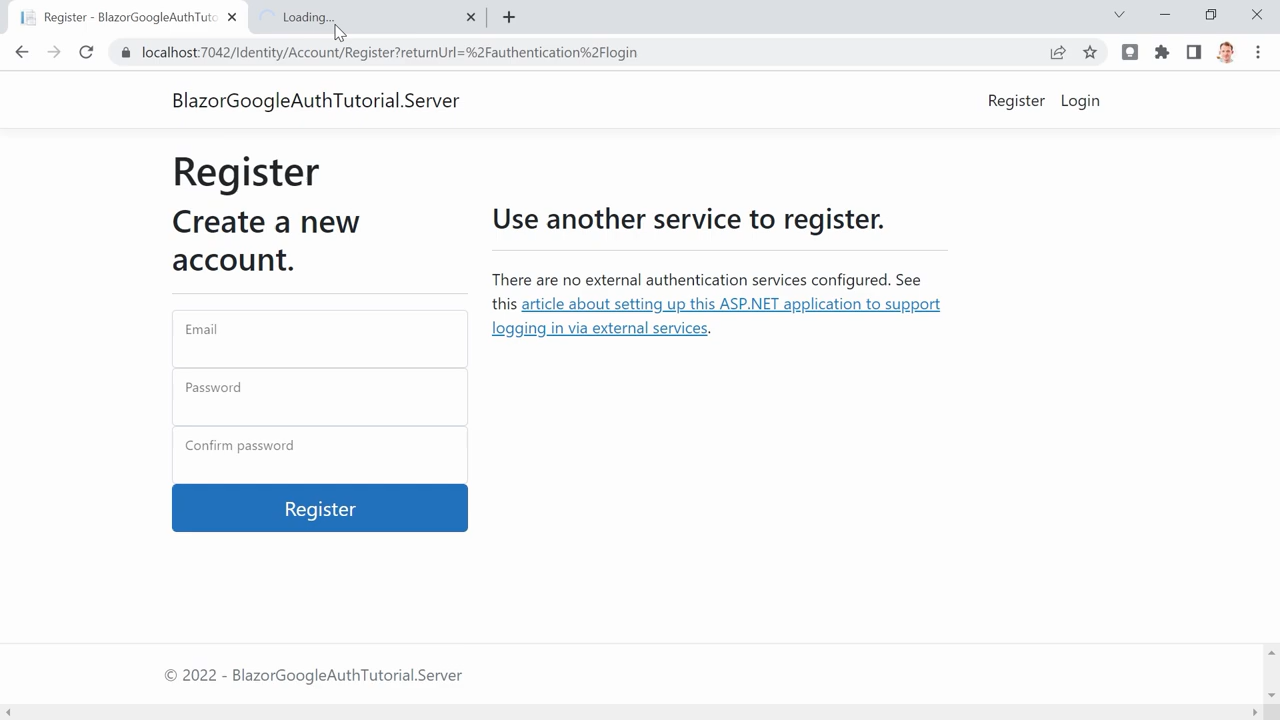 Register - BlazorGoogleAuthTuto
Loading...
localhost:7042/Identity/Account/Register?returnUrl=%2Fauthentication%2Flogin
BlazorGoogleAuthTutorial.Server
Register
Login
Register
Create a new
account.
Use another service to register.
There are no external authentication services configured. See
this article about setting up this ASP.NET application to support
logging in via external services.
Email
Password
Confirm password
Register
© 2022 - BlazorGoogleAuthTutorial.Server